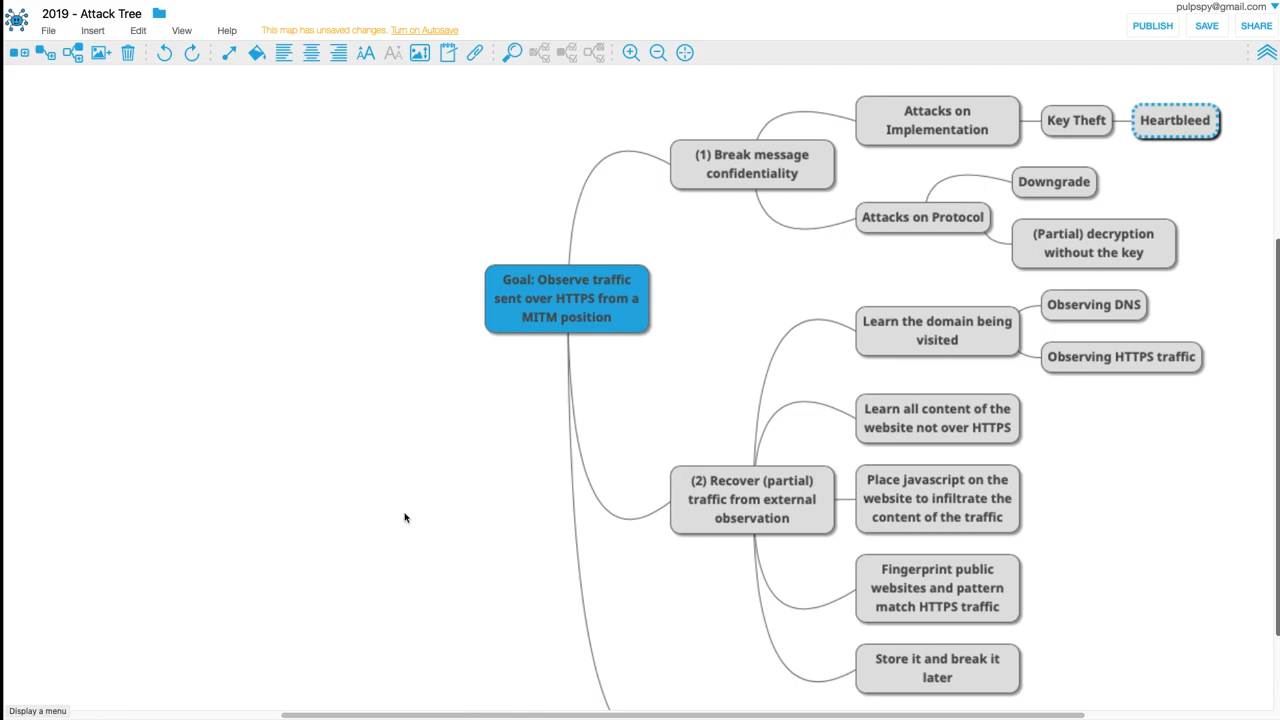 pulpspy@gmail.com
2019 - Attack Tree
File Insert Edit View Help
This map has unsaved changes. Turn on Autosave
PUBLISH SAVE SHARE
Attacks on
Implementation
Key Theft
Heartbleed
(1) Break message
confidentiality
Downgrade
Attacks on Protocol
(Partial) decryption
without the key
Goal: Observe traffic
sent over HTTPS from a
MITM position
Learn the domain being
visited
Observing DNS
Observing HTTPS traffic
Learn all content of the
website not over HTTPS
(2) Recover (partial)
traffic from external
observation
Place javascript on the
website to infiltrate the
content of the traffic
Fingerprint public
websites and pattern
match HTTPS traffic
Store it and break it
later
Display a menu